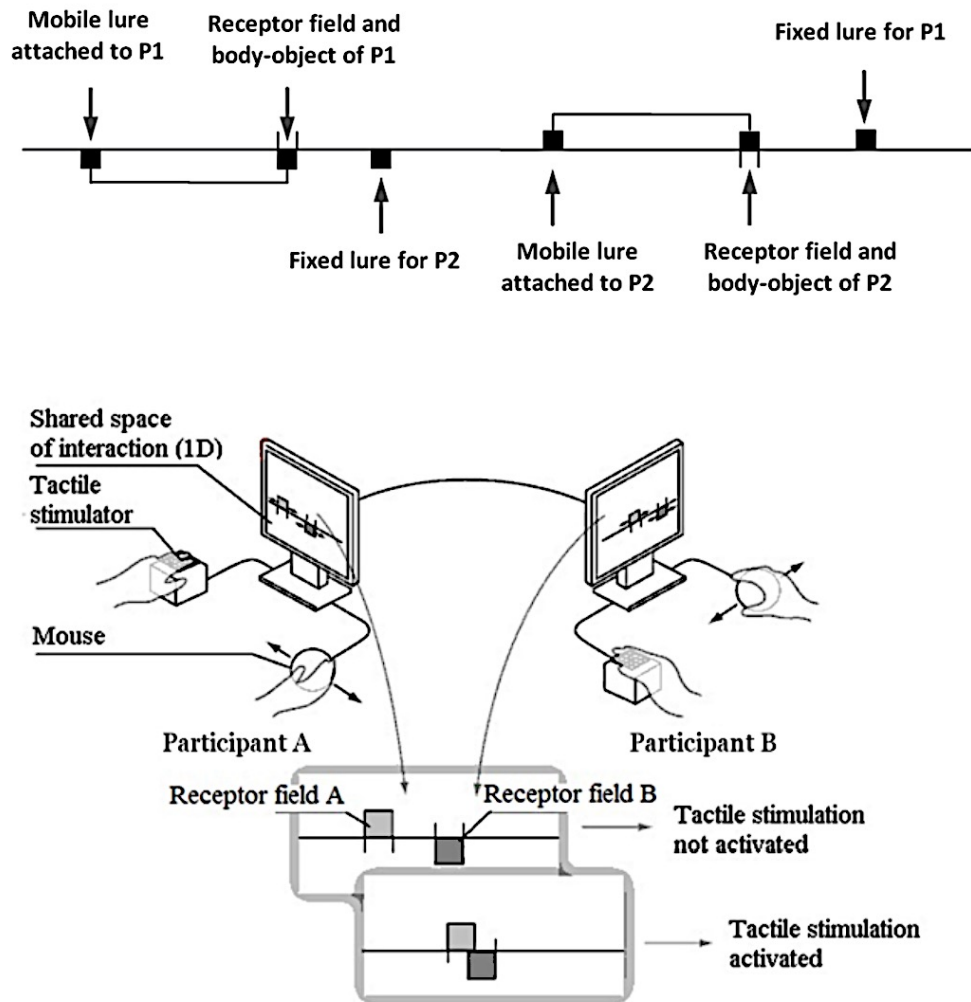 Mobile lure
attached to P1
Receptor field and
body-object of P1
Fixed lure for P1
Fixed lure for P2
Mobile lure
attached to P2
Receptor field and
body-object of P2
Shared space
of interaction (1D)
Tactile
stimulator
Mouse
Participant A
Participant B
Receptor field A
Receptor field B
Tactile stimulation
not activated
Tactile stimulation
activated